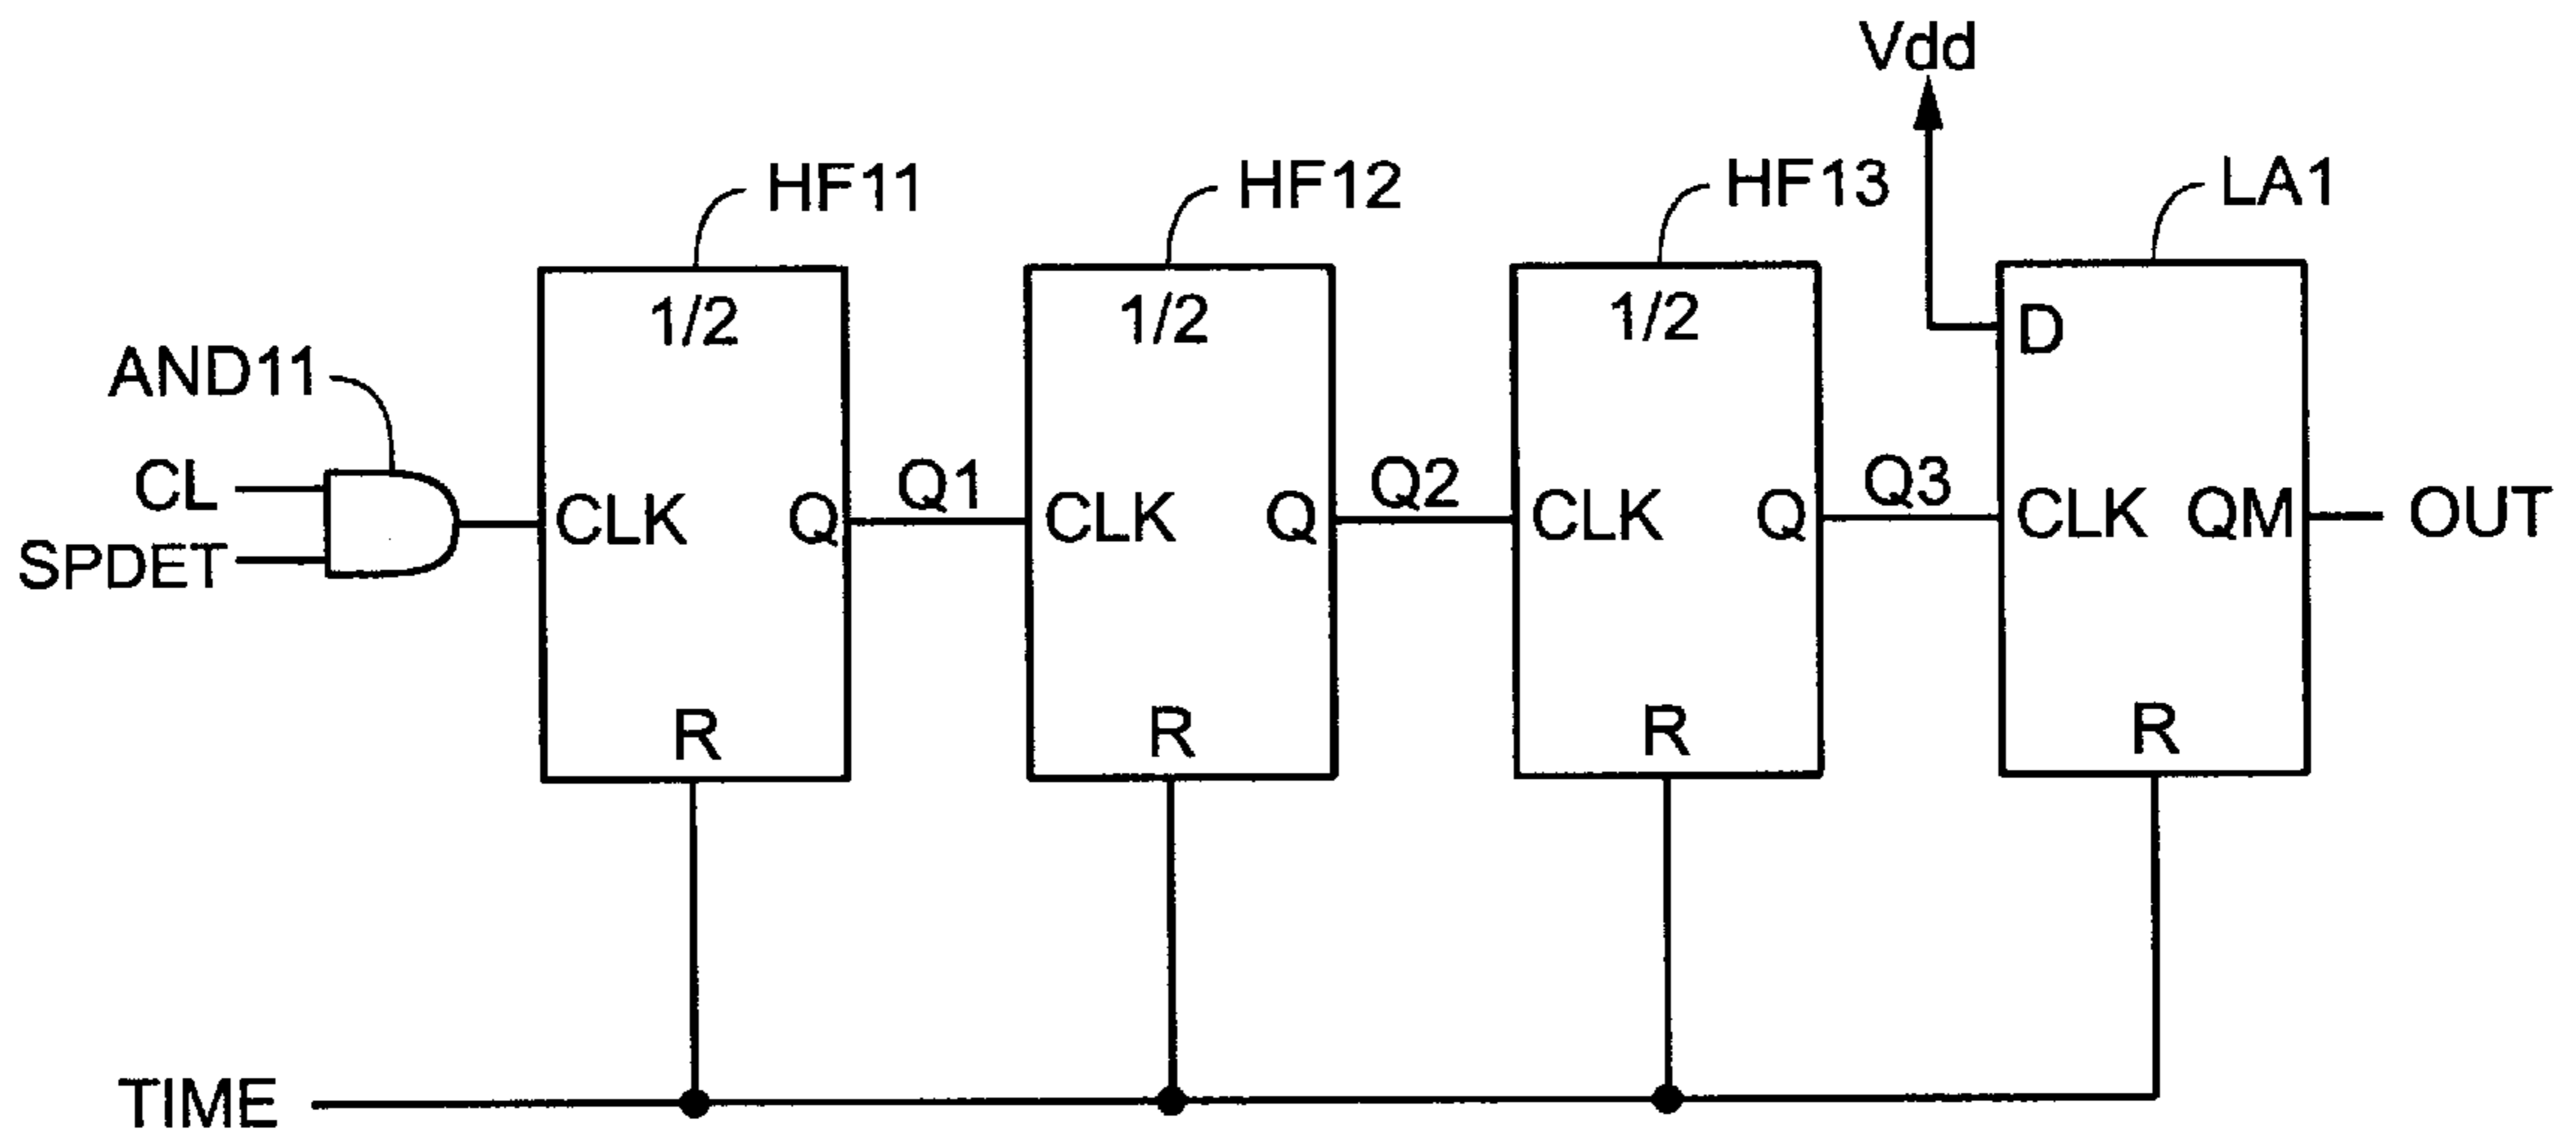 Vdd
HF11
HF12
HF13
LA1
1/2
1/2
1/2
D
AND11
CL
SPDET
CLK
Q
Q1
CLK
Q
Q2
CLK
Q
Q3
CLK
QM
OUT
R
R
R
R
TIME